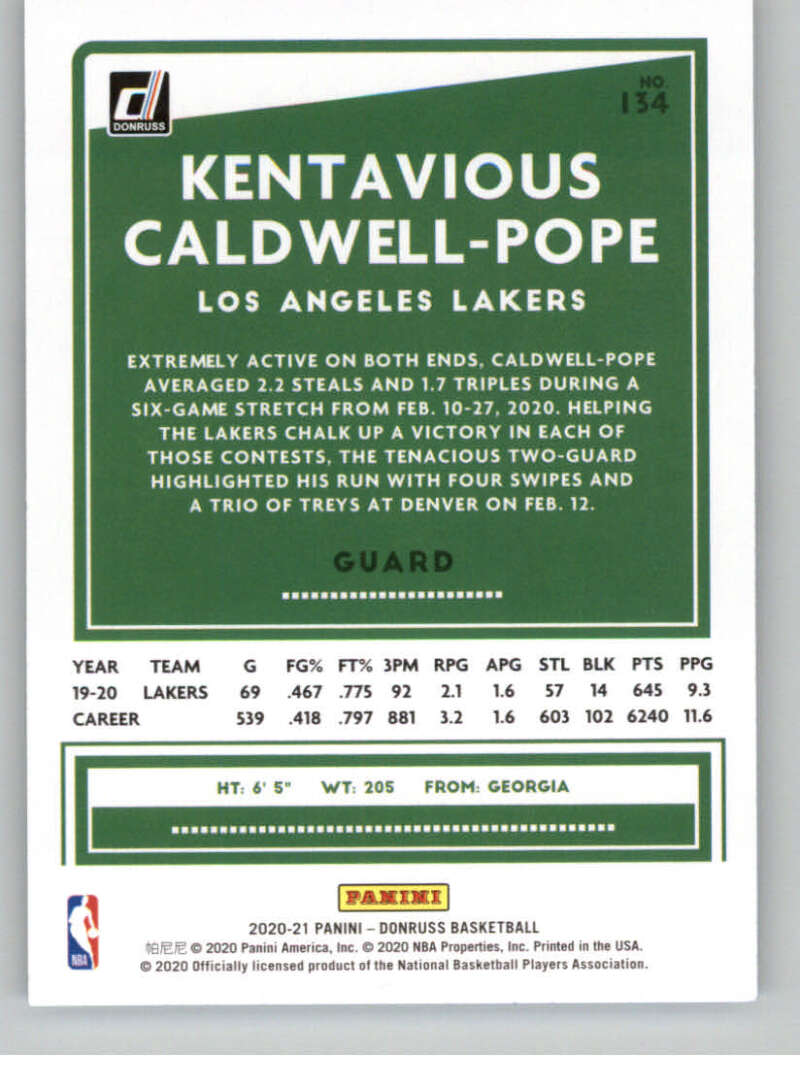 DONRUSS
NO.
134
KENTAVIOUS
CALDWELL-POPE
LOS ANGELES LAKERS
EXTREMELY ACTIVE ON BOTH ENDS, CALDWELL-POPE
AVERAGED 2.2 STEALS AND 1.7 TRIPLES DURING A
SIX-GAME STRETCH FROM FEB. 10-27, 2020. HELPING
THE LAKERS CHALK UP A VICTORY IN EACH OF
THOSE CONTESTS, THE TENACIOUS TWO-GUARD
HIGHLIGHTED HIS RUN WITH FOUR SWIPES AND
A TRIO OF TREYS AT DENVER ON FEB. 12.
GUARD
YEAR TEAM G FG% FT% 3PM RPG APG STL BLK PTS PPG
19-20 LAKERS 69 .467 .775 92 2.1 1.6 57 14 645 9.3
CAREER 539 .418 .797 881 3.2 1.6 603 102 6240 11.6
HT: 6' 5" WT: 205 FROM: GEORGIA
PANINI
2020-21 PANINI – DONRUSS BASKETBALL
帕尼尼 © 2020 Panini America, Inc. © 2020 NBA Properties, Inc. Printed in the USA.
© 2020 Officially licensed product of the National Basketball Players Association.
NBA